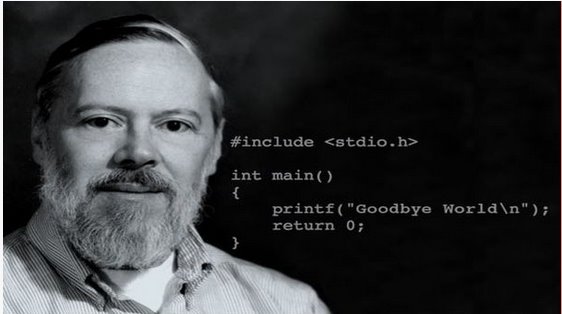 #include <stdio.h>
int main()
{
    printf("Goodbye World\n");
    return 0;
}